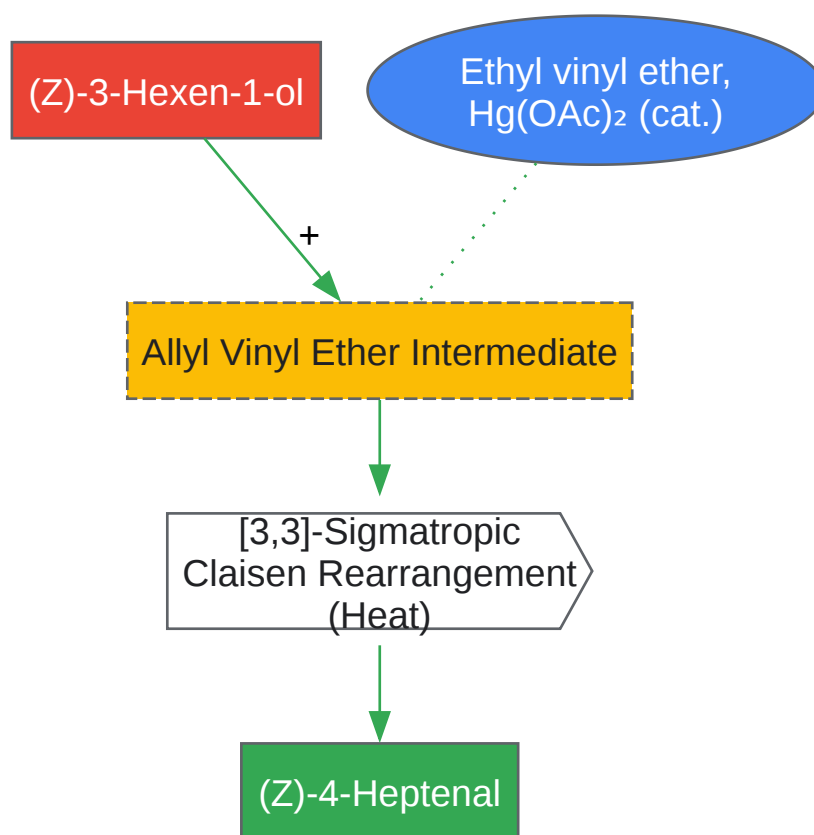 (Z)-3-Hexen-1-ol
Ethyl vinyl ether,
Hg(OAc)₂ (cat.)
+
Allyl Vinyl Ether Intermediate
[3,3]-Sigmatropic
Claisen Rearrangement
(Heat)
(Z)-4-Heptenal